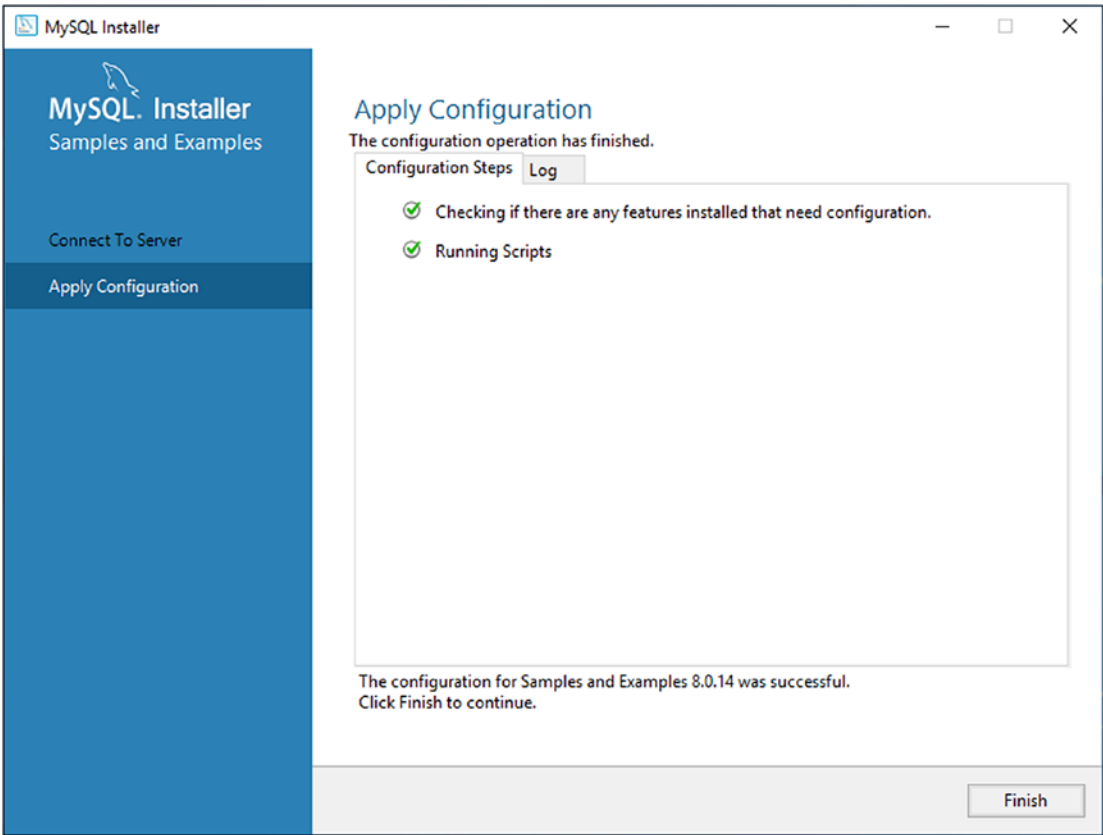 MySQL Installer
MySQL. Installer
Samples and Examples
Connect To Server
Apply Configuration
Apply Configuration
The configuration operation has finished.
Configuration Steps Log
Checking if there are any features installed that need configuration.
Running Scripts
The configuration for Samples and Examples 8.0.14 was successful.
Click Finish to continue.
Finish